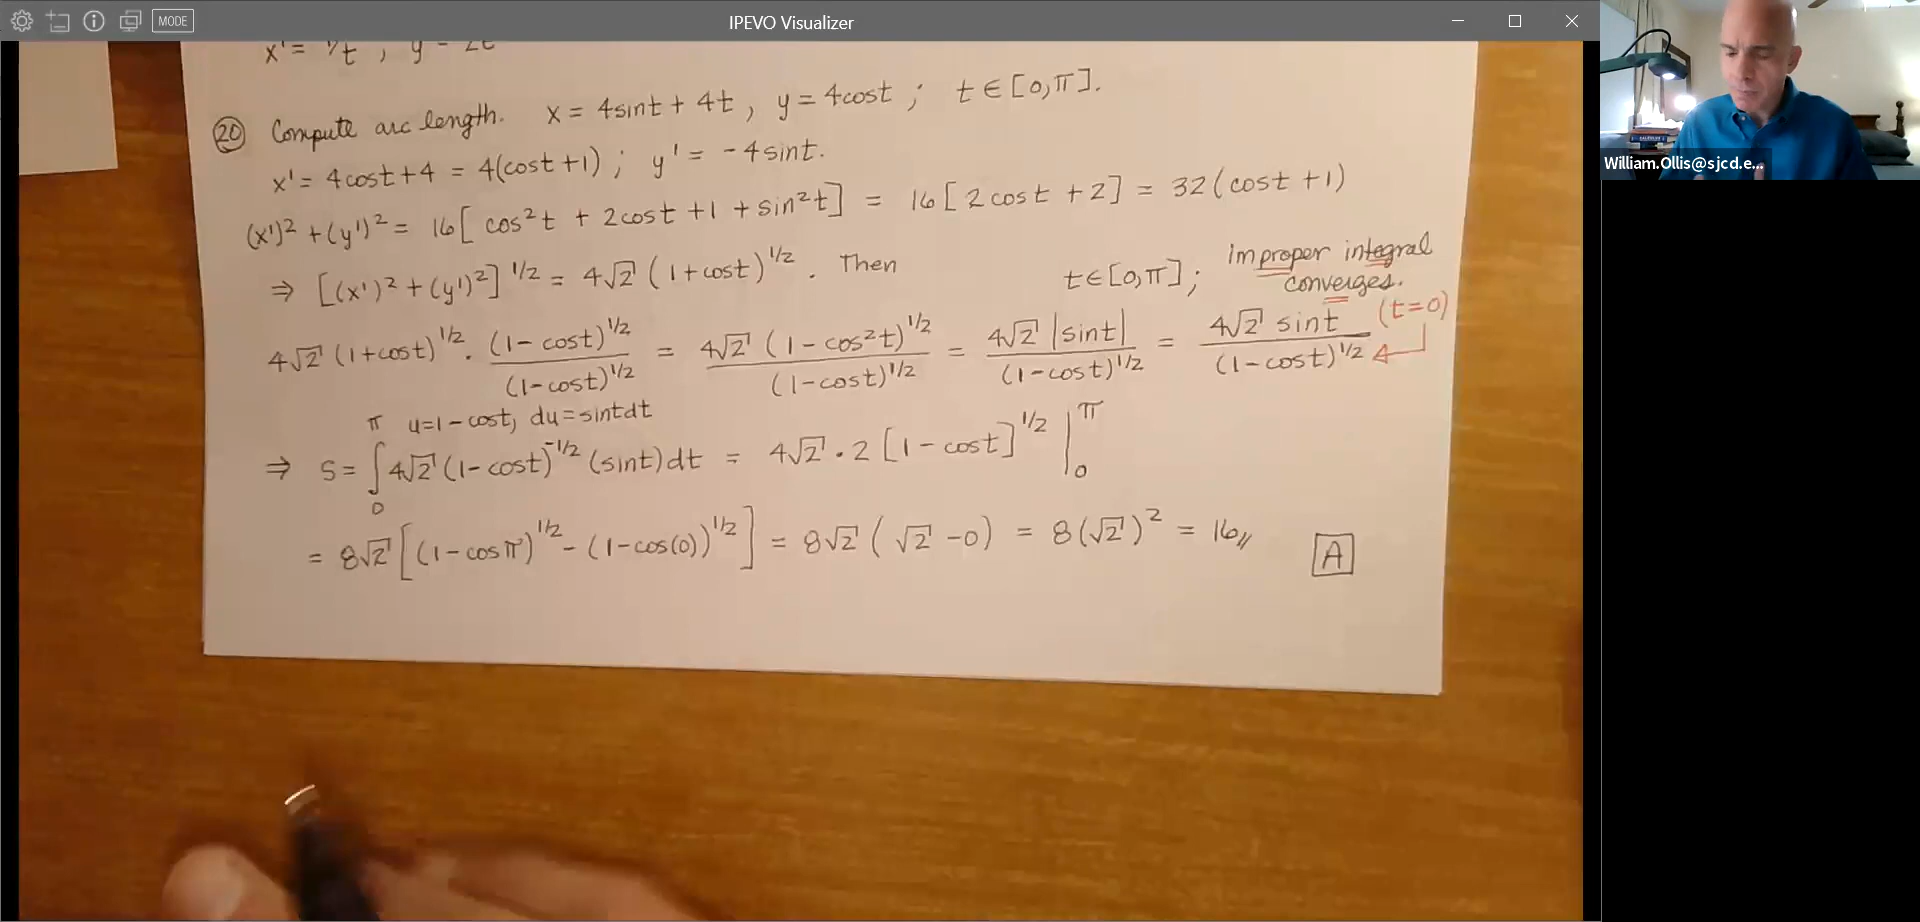 MODE
IPEVO Visualizer
x' = 1/t , y = 2t
(20) Compute arc length. x = 4sint + 4t , y = 4cost ; t ∈ [0,π].
x' = 4cost+4 = 4(cost+1) ; y' = -4sint.
(x')² + (y')² = 16[ cos²t + 2cost +1 + sin²t] = 16[2cost +2] = 32(cost+1)
⇒ [(x')² + (y')²]^1/2 = 4√2 (1+cost)^1/2 . Then t∈[0,π]; improper integral converges.
4√2 (1+cost)^1/2 · (1-cost)^1/2 / (1-cost)^1/2 = 4√2 (1-cos²t)^1/2 / (1-cost)^1/2 = 4√2 |sint| / (1-cost)^1/2 = 4√2 sint / (1-cost)^1/2 (t=0)
u=1-cost, du=sintdt
⇒ S = ∫₀^π 4√2 (1-cost)^-1/2 (sint)dt = 4√2 · 2 [1-cost]^1/2 |₀^π
= 8√2 [(1-cosπ)^1/2 - (1-cos(0))^1/2] = 8√2 (√2 -0) = 8(√2)² = 16// A
William.Ollis@sjcd.e...